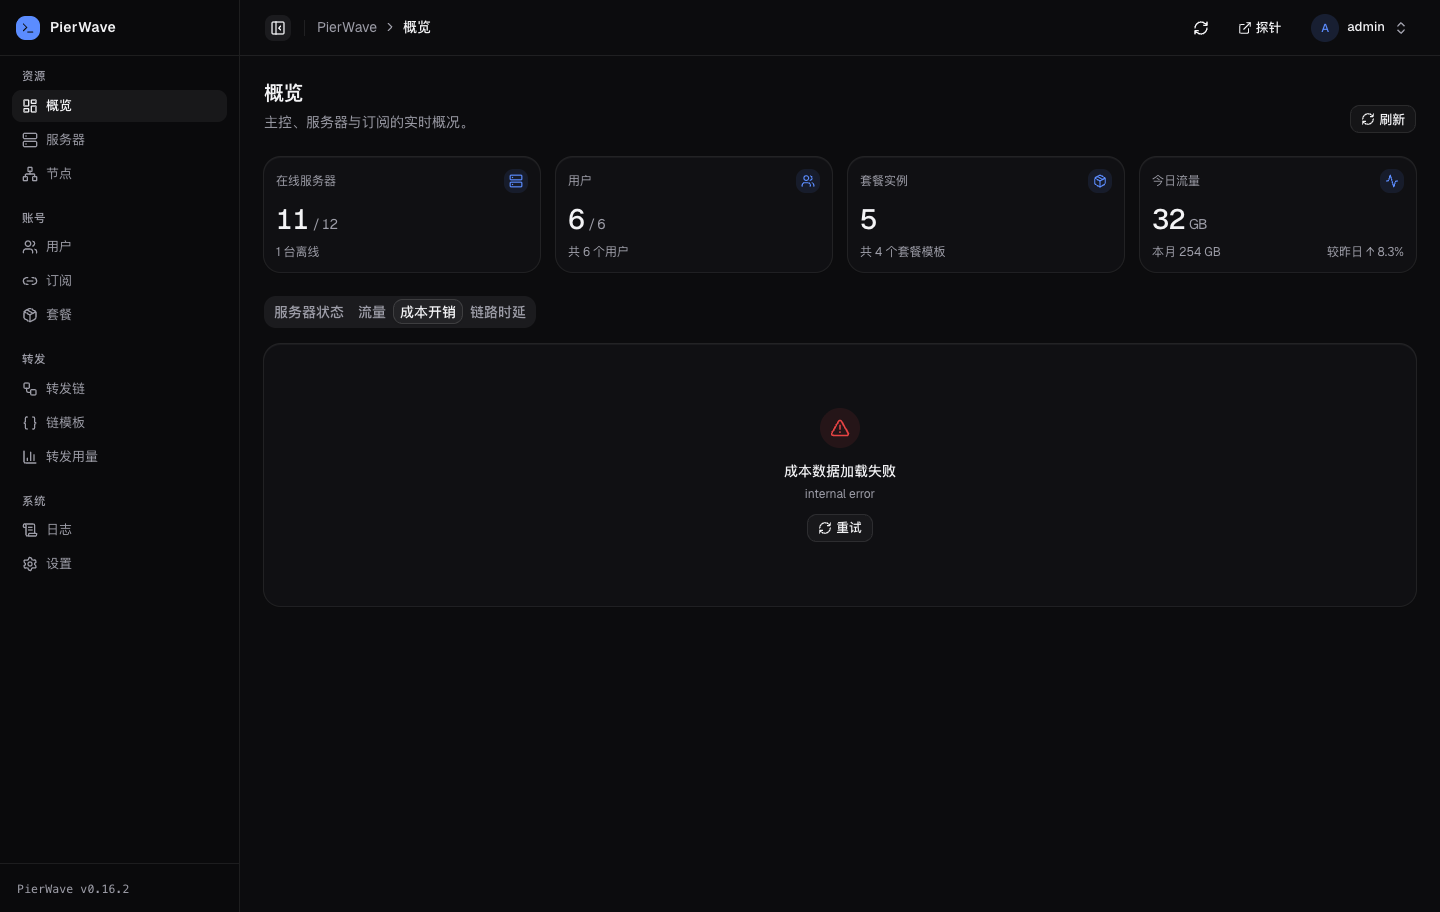 PierWave
PierWave > 概览
探针
A admin
资源
概览
服务器
节点
账号
用户
订阅
套餐
转发
转发链
链模板
转发用量
系统
日志
设置
PierWave v0.16.2
概览
主控、服务器与订阅的实时概况。
刷新
在线服务器
11 / 12
1 台离线
用户
6 / 6
共 6 个用户
套餐实例
5
共 4 个套餐模板
今日流量
32 GB
本月 254 GB 较昨日 ↑ 8.3%
服务器状态 流量 成本开销 链路时延
成本数据加载失败
internal error
重试